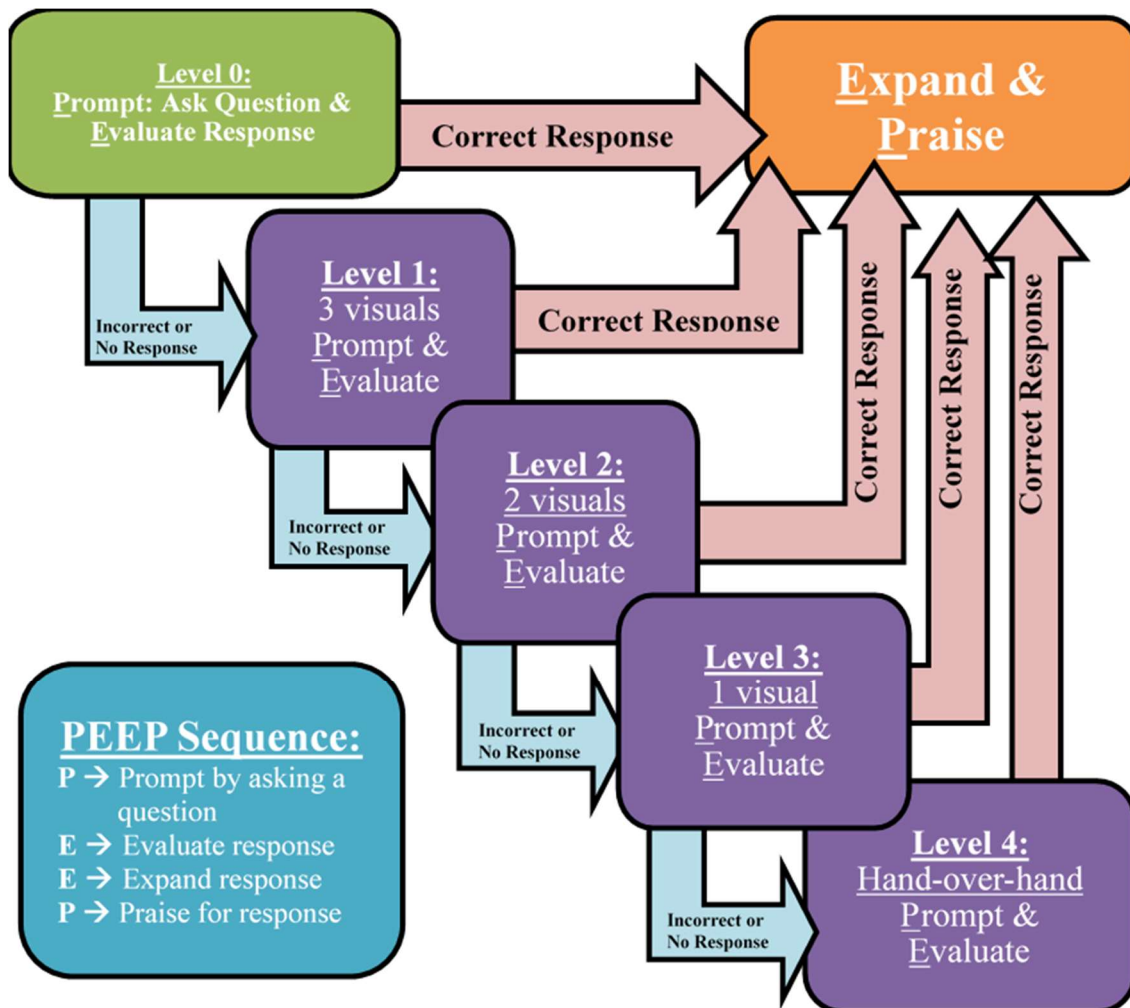 Level 0:
Prompt: Ask Question &
Evaluate Response
Correct Response
Expand &
Praise
Incorrect or
No Response
Level 1:
3 visuals
Prompt &
Evaluate
Correct Response
Incorrect or
No Response
Level 2:
2 visuals
Prompt &
Evaluate
Correct Response
Incorrect or
No Response
Level 3:
1 visual
Prompt &
Evaluate
Correct Response
Incorrect or
No Response
Level 4:
Hand-over-hand
Prompt &
Evaluate
Correct Response
PEEP Sequence:
P → Prompt by asking a
question
E → Evaluate response
E → Expand response
P → Praise for response